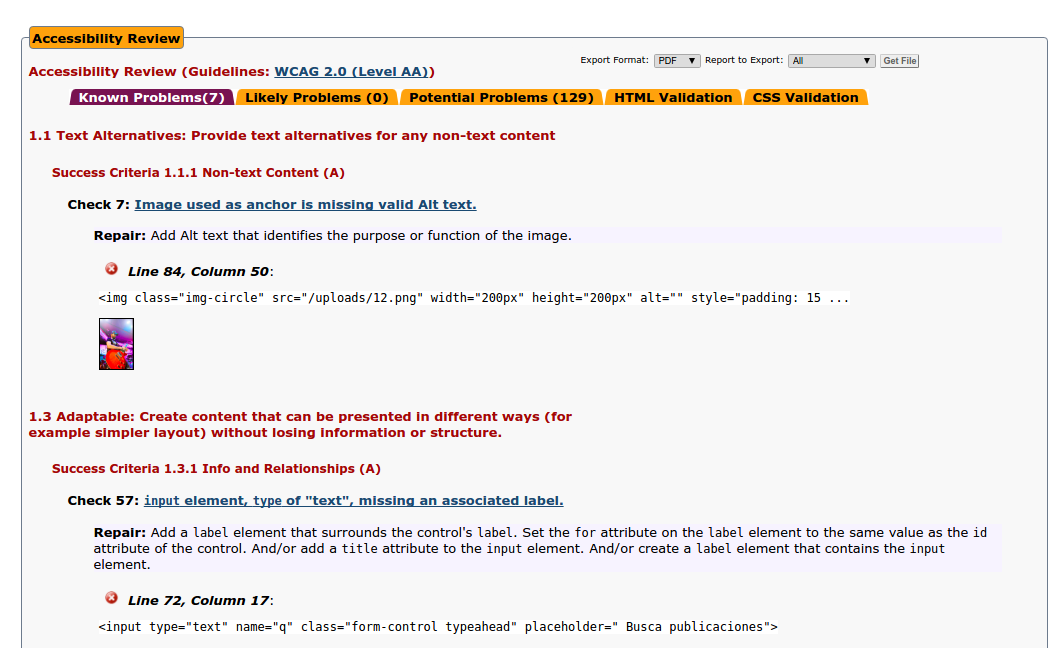 Accessibility Review
Export Format: PDF ▼ Report to Export: All ▼ Get File
Accessibility Review (Guidelines: WCAG 2.0 (Level AA))
Known Problems(7) Likely Problems (0) Potential Problems (129) HTML Validation CSS Validation
1.1 Text Alternatives: Provide text alternatives for any non-text content
Success Criteria 1.1.1 Non-text Content (A)
Check 7: Image used as anchor is missing valid Alt text.
Repair: Add Alt text that identifies the purpose or function of the image.
Line 84, Column 50:
<img class="img-circle" src="/uploads/12.png" width="200px" height="200px" alt="" style="padding: 15 ...
1.3 Adaptable: Create content that can be presented in different ways (for
example simpler layout) without losing information or structure.
Success Criteria 1.3.1 Info and Relationships (A)
Check 57: input element, type of "text", missing an associated label.
Repair: Add a label element that surrounds the control's label. Set the for attribute on the label element to the same value as the id
attribute of the control. And/or add a title attribute to the input element. And/or create a label element that contains the input
element.
Line 72, Column 17:
<input type="text" name="q" class="form-control typeahead" placeholder=" Busca publicaciones">